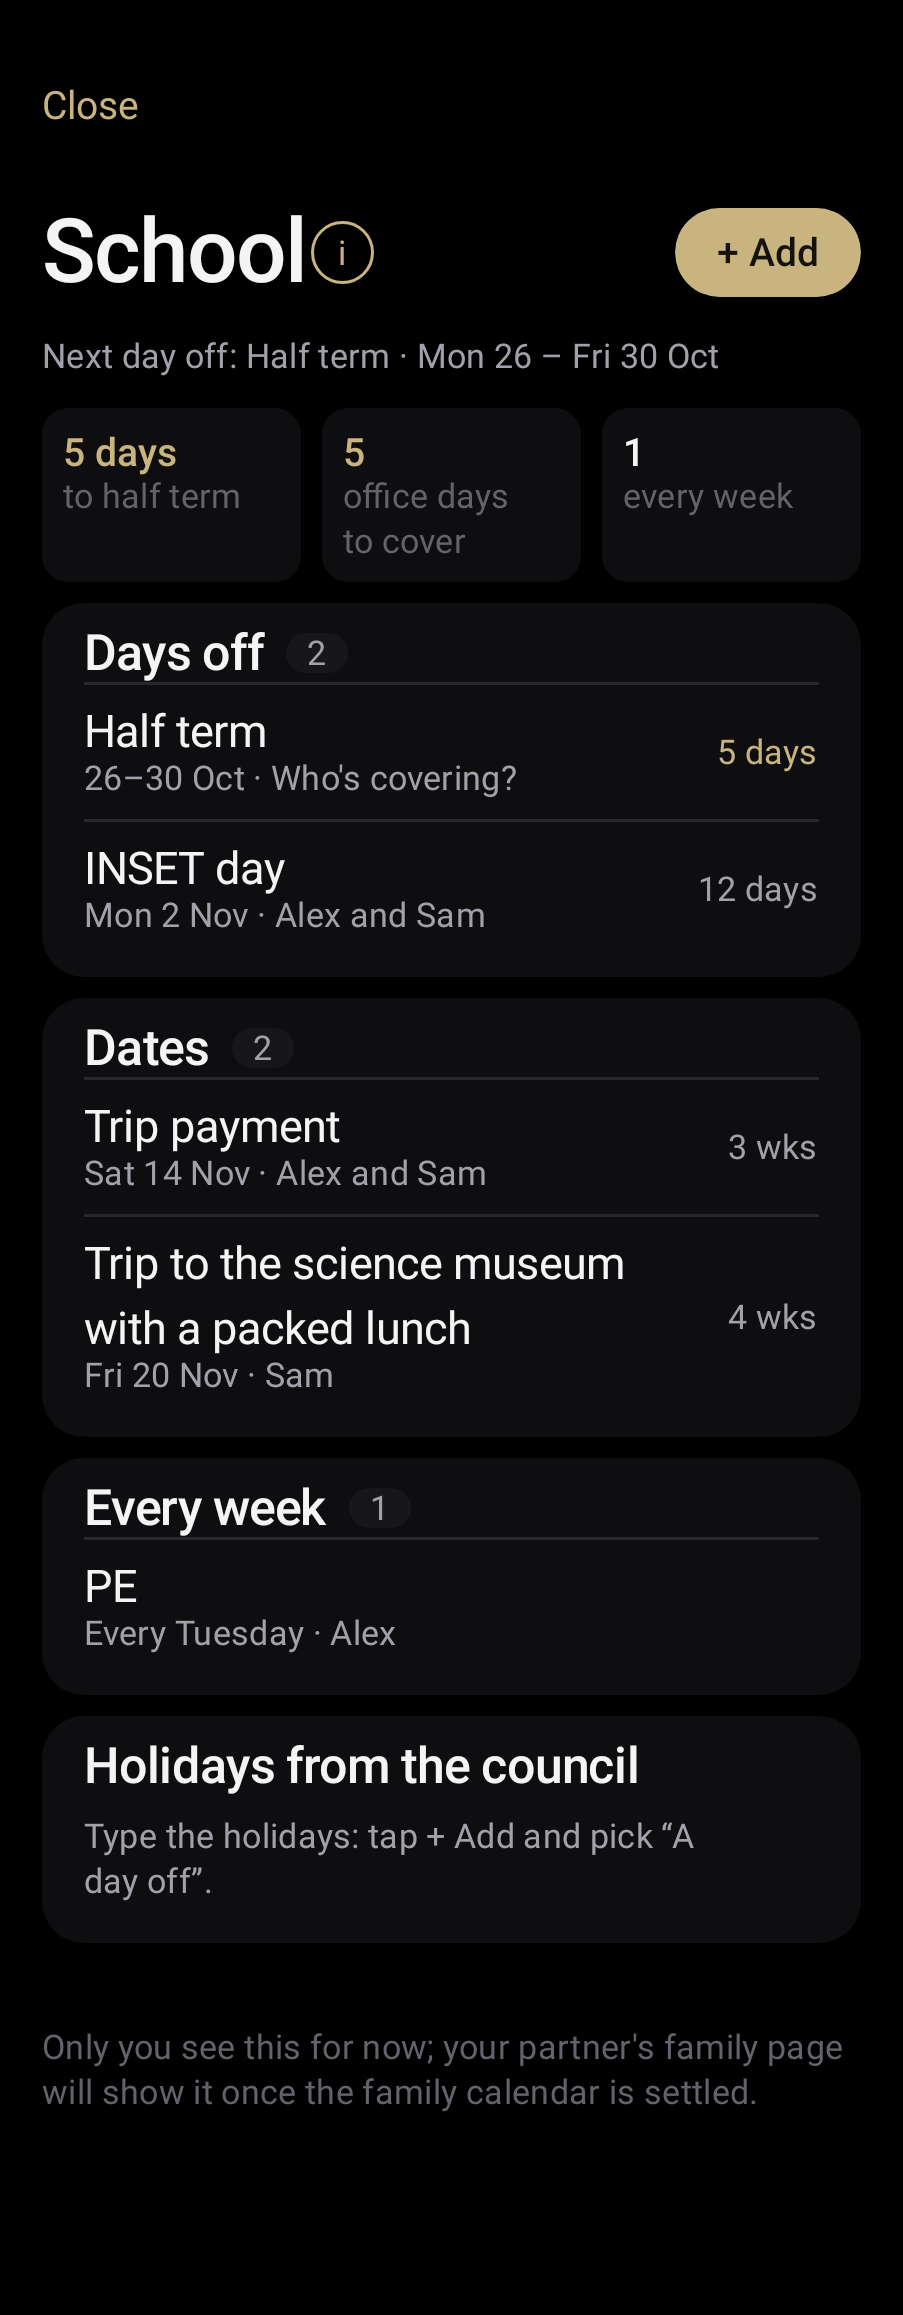 Close
School i
+ Add
Next day off: Half term · Mon 26 – Fri 30 Oct
5 days
to half term
5
office days
to cover
1
every week
Days off 2
Half term
26–30 Oct · Who's covering?
5 days
INSET day
Mon 2 Nov · Alex and Sam
12 days
Dates 2
Trip payment
Sat 14 Nov · Alex and Sam
3 wks
Trip to the science museum
with a packed lunch
Fri 20 Nov · Sam
4 wks
Every week 1
PE
Every Tuesday · Alex
Holidays from the council
Type the holidays: tap + Add and pick “A
day off”.
Only you see this for now; your partner's family page
will show it once the family calendar is settled.